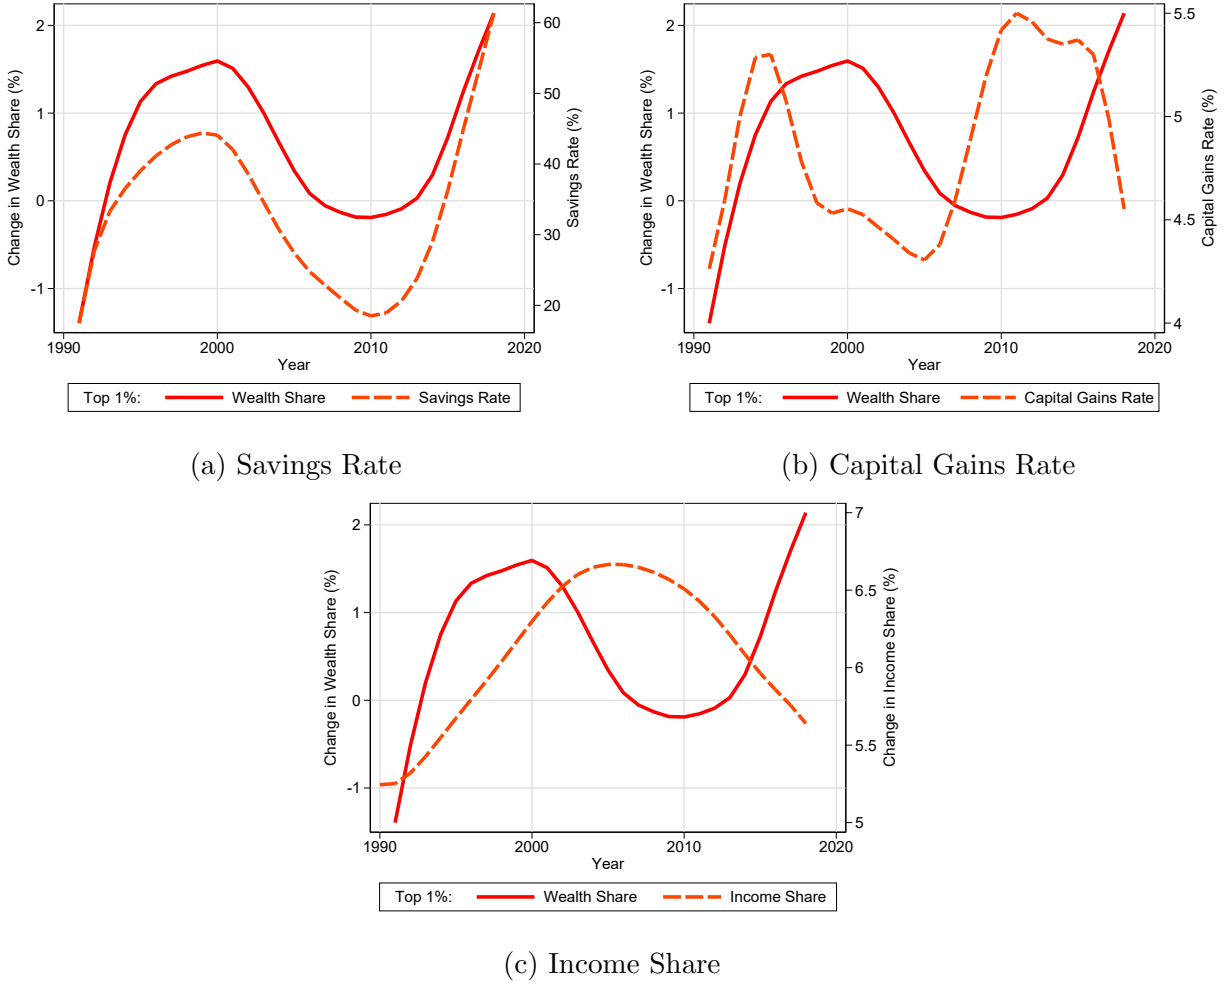 Change in Wealth Share (%)
2
1
0
-1
60
50
40
30
20
Savings Rate (%)
1990
2000
2010
2020
Year
Top 1%: Wealth Share Savings Rate
(a) Savings Rate
Change in Wealth Share (%)
2
1
0
-1
5.5
5
4.5
4
Capital Gains Rate (%)
1990
2000
2010
2020
Year
Top 1%: Wealth Share Capital Gains Rate
(b) Capital Gains Rate
Change in Wealth Share (%)
2
1
0
-1
7
6.5
6
5.5
5
Change in Income Share (%)
1990
2000
2010
2020
Year
Top 1%: Wealth Share Income Share
(c) Income Share